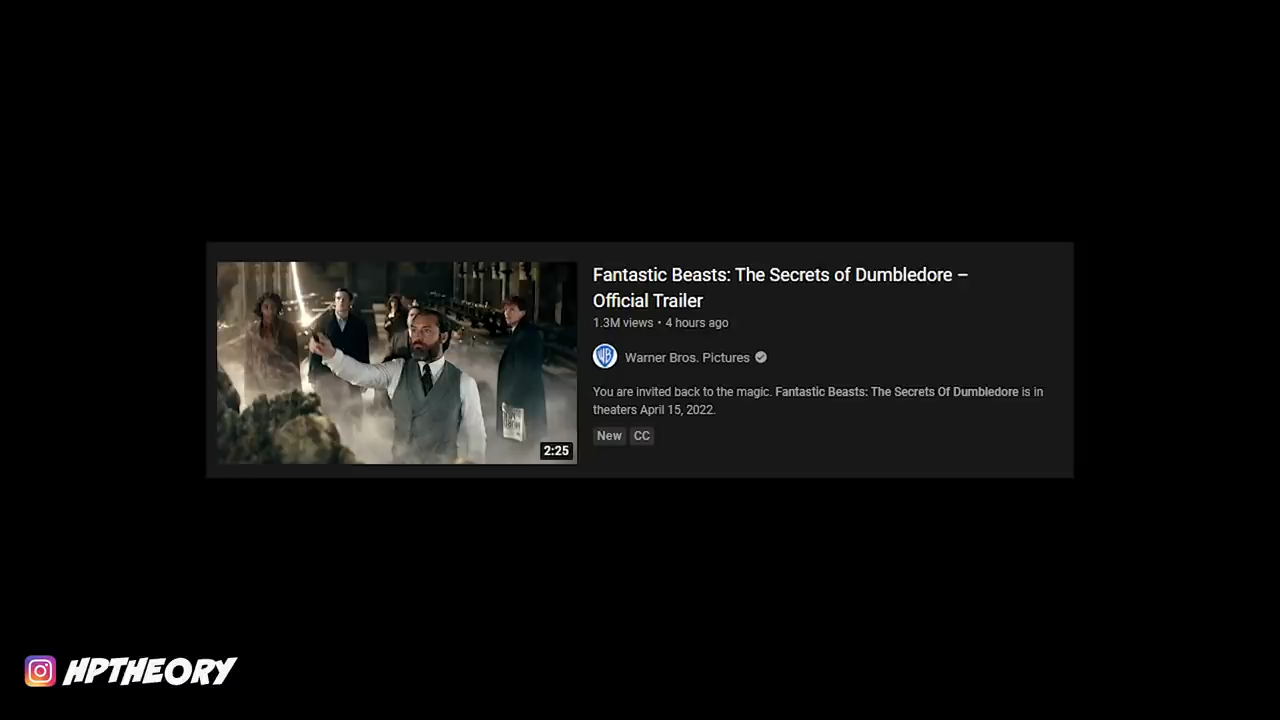 Fantastic Beasts: The Secrets of Dumbledore –
Official Trailer
1.3M views • 4 hours ago
Warner Bros. Pictures
You are invited back to the magic. Fantastic Beasts: The Secrets Of Dumbledore is in
theaters April 15, 2022.
New CC
2:25
HPTHEORY